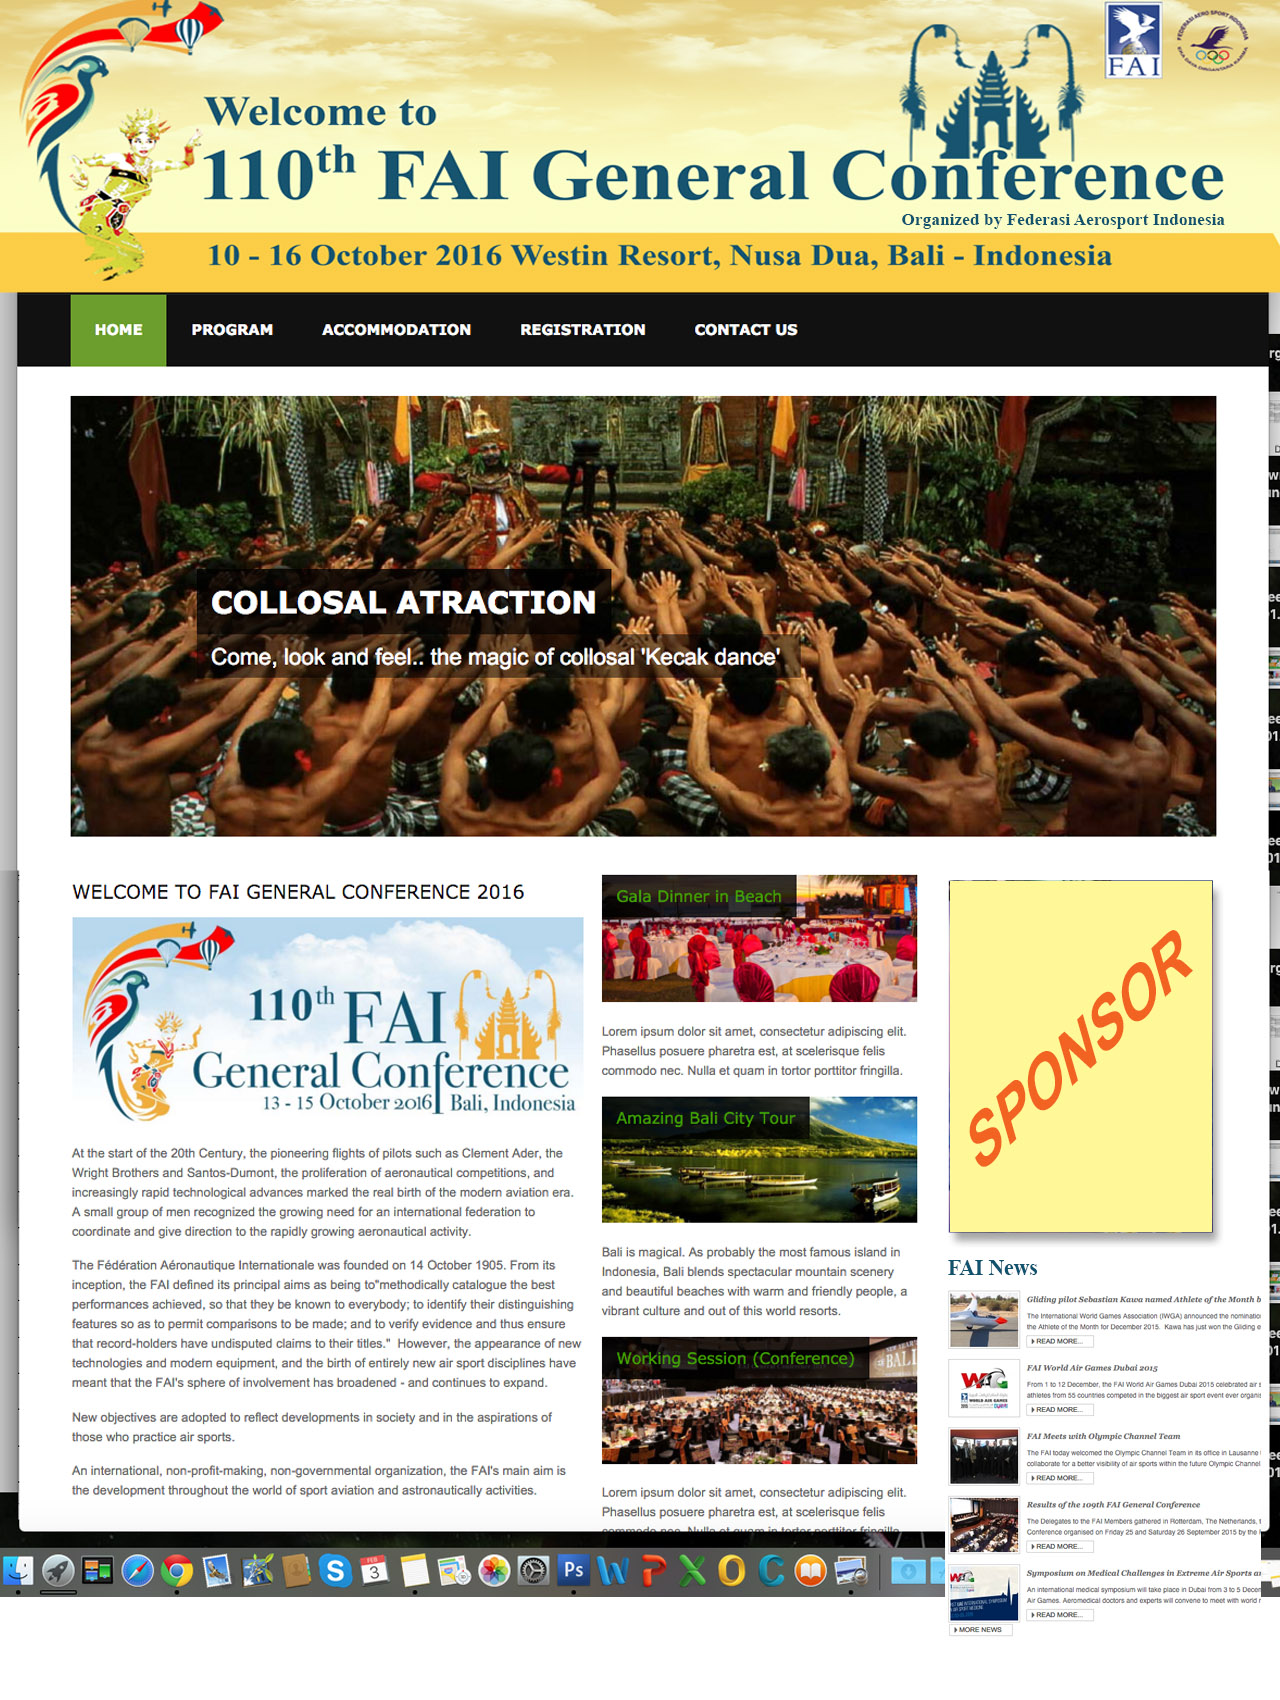 FAI
FEDERASI AERO SPORT INDONESIA
Welcome to
110th FAI General Conference
Organized by Federasi Aerosport Indonesia
10 - 16 October 2016 Westin Resort, Nusa Dua, Bali - Indonesia
HOME
PROGRAM
ACCOMMODATION
REGISTRATION
CONTACT US
COLLOSAL ATRACTION
Come, look and feel.. the magic of collosal 'Kecak dance'
WELCOME TO FAI GENERAL CONFERENCE 2016
110th FAI
General Conference
13 - 15 October 2016 Bali, Indonesia
At the start of the 20th Century, the pioneering flights of pilots such as Clement Ader, the
Wright Brothers and Santos-Dumont, the proliferation of aeronautical competitions, and
increasingly rapid technological advances marked the real birth of the modern aviation era.
A small group of men recognized the growing need for an international federation to
coordinate and give direction to the rapidly growing aeronautical activity.
The Fédération Aéronautique Internationale was founded on 14 October 1905. From its
inception, the FAI defined its principal aims as being to"methodically catalogue the best
performances achieved, so that they be known to everybody; to identify their distinguishing
features so as to permit comparisons to be made; and to verify evidence and thus ensure
that record-holders have undisputed claims to their titles."  However, the appearance of new
technologies and modern equipment, and the birth of entirely new air sport disciplines have
meant that the FAI's sphere of involvement has broadened - and continues to expand.
New objectives are adopted to reflect developments in society and in the aspirations of
those who practice air sports.
An international, non-profit-making, non-governmental organization, the FAI's main aim is
the development throughout the world of sport aviation and astronautically activities.
Gala Dinner in Beach
Lorem ipsum dolor sit amet, consectetur adipiscing elit.
Phasellus posuere pharetra est, at scelerisque felis
commodo nec. Nulla et quam in tortor porttitor fringilla.
Amazing Bali City Tour
Bali is magical. As probably the most famous island in
Indonesia, Bali blends spectacular mountain scenery
and beautiful beaches with warm and friendly people, a
vibrant culture and out of this world resorts.
Working Session (Conference)
BALI
Lorem ipsum dolor sit amet, consectetur adipiscing elit.
Phasellus posuere pharetra est, at scelerisque felis
commodo nec. Nulla et quam in tortor porttitor fringilla.
SPONSOR
FAI News
Gliding pilot Sebastian Kawa named Athlete of the Month b
The International World Games Association (IWGA) announced the nomination
the Athlete of the Month for December 2015.  Kawa has just won the Gliding e
READ MORE...
FAI World Air Games Dubai 2015
From 1 to 12 December, the FAI World Air Games Dubai 2015 celebrated air s
athletes from 55 countries competed in the biggest air sport event ever organis
READ MORE...
WORLD AIR GAMES
FAI Meets with Olympic Channel Team
The FAI today welcomed the Olympic Channel Team in its office in Lausanne
collaborate for a better visibility of air sports within the future Olympic Channel
READ MORE...
Results of the 109th FAI General Conference
The Delegates to the FAI Members gathered in Rotterdam, The Netherlands,
Conference organised on Friday 25 and Saturday 26 September 2015 by the
READ MORE...
Symposium on Medical Challenges in Extreme Air Sports a
An international medical symposium will take place in Dubai from 3 to 5 Decem
Air Games. Aeromedical doctors and experts will convene to meet with world
READ MORE...
MORE NEWS
FEB
3
Ps